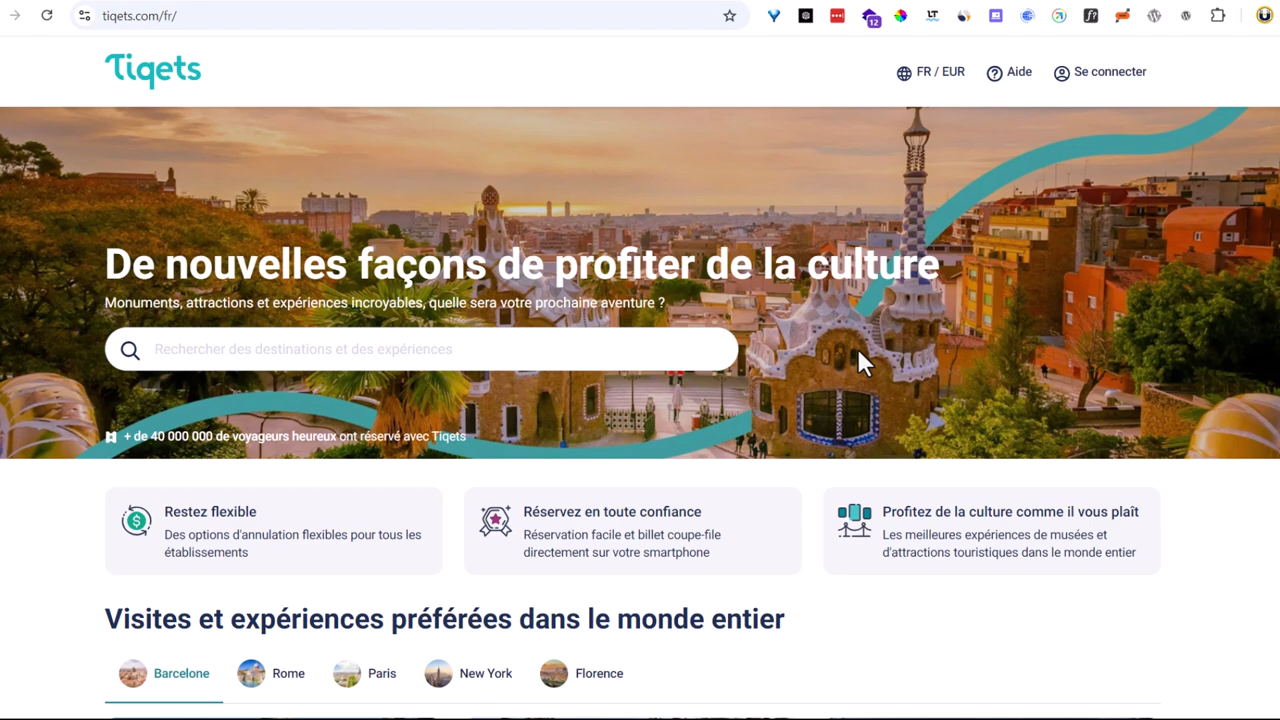 tiqets.com/fr/
12
LT
f?
Tiqets
FR / EUR
Aide
Se connecter
De nouvelles façons de profiter de la culture
Monuments, attractions et expériences incroyables, quelle sera votre prochaine aventure ?
Rechercher des destinations et des expériences
+ de 40 000 000 de voyageurs heureux ont réservé avec Tiqets
Restez flexible
Des options d'annulation flexibles pour tous les
établissements
Réservez en toute confiance
Réservation facile et billet coupe-file
directement sur votre smartphone
Profitez de la culture comme il vous plaît
Les meilleures expériences de musées et
d'attractions touristiques dans le monde entier
Visites et expériences préférées dans le monde entier
Barcelone
Rome
Paris
New York
Florence